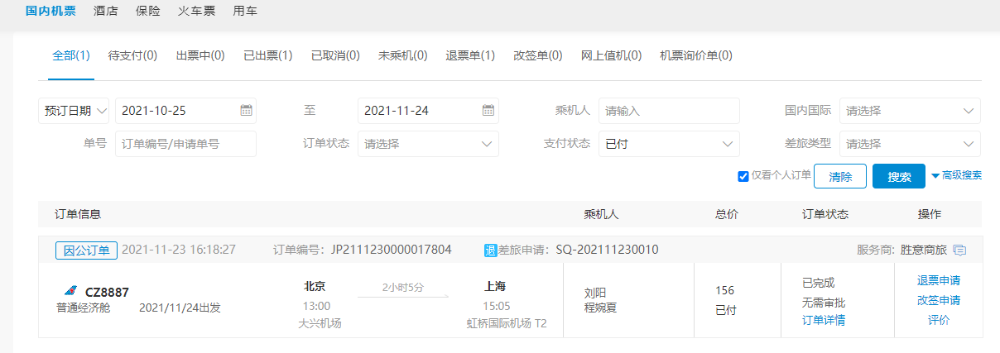 国内机票 酒店 保险 火车票 用车
全部(1) 待支付(0) 出票中(0) 已出票(1) 已取消(0) 未乘机(0) 退票单(1) 改签单(0) 网上值机(0) 机票询价单(0)
预订日期 2021-10-25 至 2021-11-24 乘机人 请输入 国内国际 请选择
单号 订单编号/申请单号 订单状态 请选择 支付状态 已付 差旅类型 请选择
仅看个人订单 清除 搜索 高级搜索
订单信息 乘机人 总价 订单状态 操作
因公订单 2021-11-23 16:18:27 订单编号：JP2111230000017804 退 差旅申请：SQ-202111230010 服务商: 胜意商旅
CZ8887 北京 2小时5分 上海 刘阳 156 已完成 退票申请
普通经济舱 2021/11/24出发 13:00 15:05 程婉夏 已付 无需审批 改签申请
大兴机场 虹桥国际机场 T2 订单详情 评价